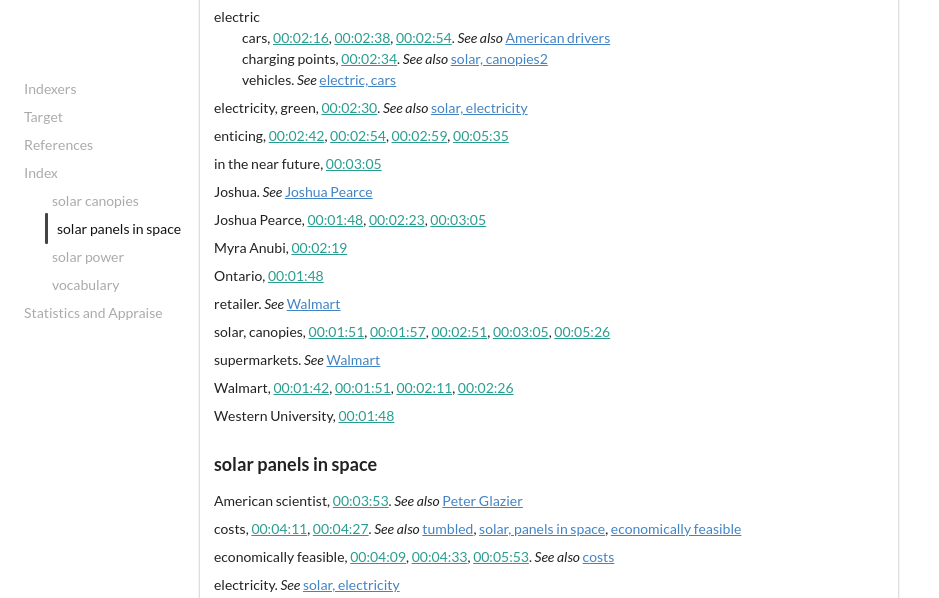 Indexers
Target
References
Index
solar canopies
solar panels in space
solar power
vocabulary
Statistics and Appraise
electric
cars, 00:02:16, 00:02:38, 00:02:54. See also American drivers
charging points, 00:02:34. See also solar, canopies2
vehicles. See electric, cars
electricity, green, 00:02:30. See also solar, electricity
enticing, 00:02:42, 00:02:54, 00:02:59, 00:05:35
in the near future, 00:03:05
Joshua. See Joshua Pearce
Joshua Pearce, 00:01:48, 00:02:23, 00:03:05
Myra Anubi, 00:02:19
Ontario, 00:01:48
retailer. See Walmart
solar, canopies, 00:01:51, 00:01:57, 00:02:51, 00:03:05, 00:05:26
supermarkets. See Walmart
Walmart, 00:01:42, 00:01:51, 00:02:11, 00:02:26
Western University, 00:01:48
solar panels in space
American scientist, 00:03:53. See also Peter Glazier
costs, 00:04:11, 00:04:27. See also tumbled, solar, panels in space, economically feasible
economically feasible, 00:04:09, 00:04:33, 00:05:53. See also costs
electricity. See solar, electricity